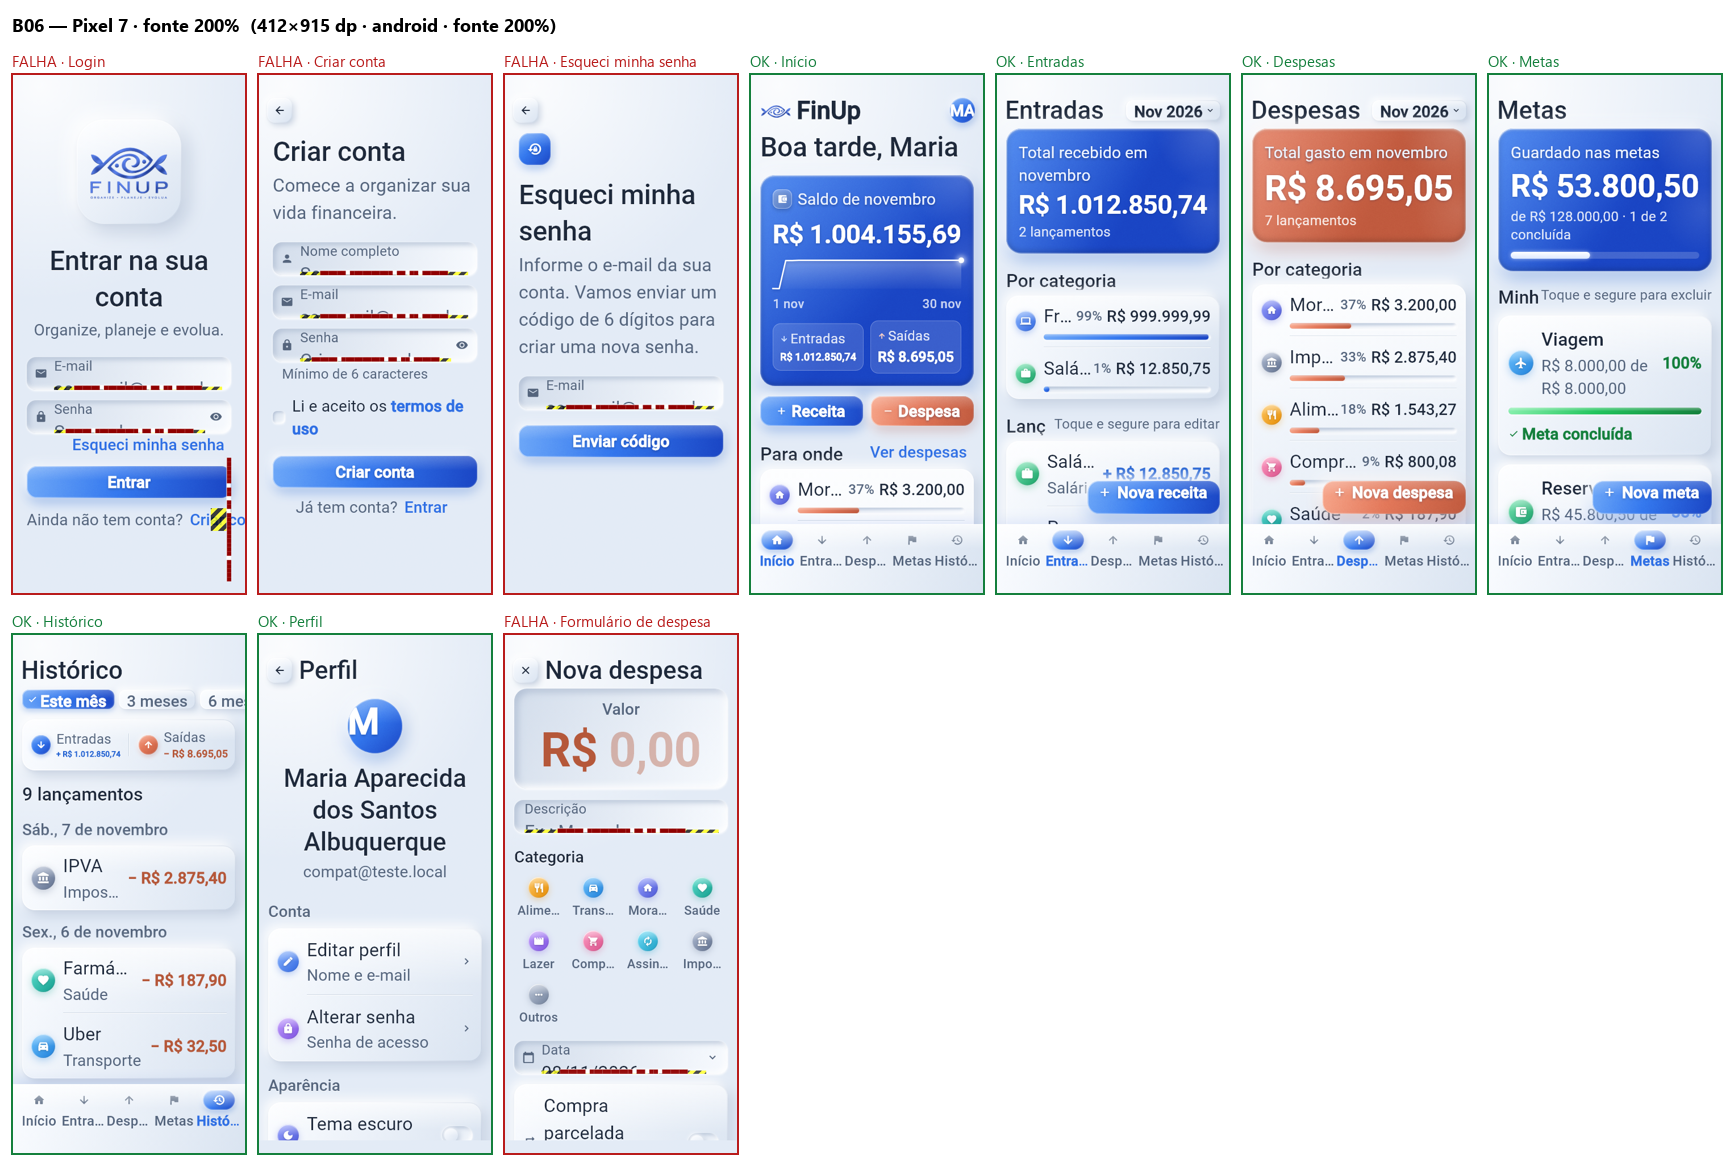 B06 — Pixel 7 · fonte 200% (412×915 dp · android · fonte 200%)
FALHA · Login
FINUP
ORGANIZE • PLANEJE • EVOLUA
Entrar na sua
conta
Organize, planeje e evolua.
E-mail
Senha
Esqueci minha senha
Entrar
Ainda não tem conta?
FALHA · Criar conta
Criar conta
Comece a organizar sua
vida financeira.
Nome completo
E-mail
Senha
Mínimo de 6 caracteres
Li e aceito os termos de
uso
Criar conta
Já tem conta? Entrar
FALHA · Esqueci minha senha
Esqueci minha
senha
Informe o e-mail da sua
conta. Vamos enviar um
código de 6 dígitos para
criar uma nova senha.
E-mail
Enviar código
OK · Início
FinUp
MA
Boa tarde, Maria
Saldo de novembro
R$ 1.004.155,69
1 nov
30 nov
Entradas
R$ 1.012.850,74
Saídas
R$ 8.695,05
+ Receita
− Despesa
Para onde
Ver despesas
Mor... 37% R$ 3.200,00
Início Entra... Desp... Metas Histó...
OK · Entradas
Entradas
Nov 2026
Total recebido em
novembro
R$ 1.012.850,74
2 lançamentos
Por categoria
Fr... 99% R$ 999.999,99
Salá... 1% R$ 12.850,75
Lanç
Toque e segure para editar
Salá...
+ R$ 12.850,75
Salári
+ Nova receita
Início Entra... Desp... Metas Histó...
OK · Despesas
Despesas
Nov 2026
Total gasto em novembro
R$ 8.695,05
7 lançamentos
Por categoria
Mor... 37% R$ 3.200,00
Imp... 33% R$ 2.875,40
Alim... 18% R$ 1.543,27
Compr... 9% R$ 800,08
+ Nova despesa
Saúde 2% R$ 187,90
Início Entra... Desp... Metas Histó...
OK · Metas
Metas
Guardado nas metas
R$ 53.800,50
de R$ 128.000,00 · 1 de 2
concluída
Minh
Toque e segure para excluir
Viagem
R$ 8.000,00 de
R$ 8.000,00
100%
Meta concluída
Reserv
+ Nova meta
R$ 45.800,50 de
Início Entra... Desp... Metas Histó...
OK · Histórico
Histórico
Este mês
3 meses
6 mes
Entradas
+ R$ 1.012.850,74
Saídas
− R$ 8.695,05
9 lançamentos
Sáb., 7 de novembro
IPVA
Impos...
− R$ 2.875,40
Sex., 6 de novembro
Farmá...
Saúde
− R$ 187,90
Uber
Transporte
− R$ 32,50
Início Entra... Desp... Metas Histó...
OK · Perfil
Perfil
M
Maria Aparecida
dos Santos
Albuquerque
compat@teste.local
Conta
Editar perfil
Nome e e-mail
Alterar senha
Senha de acesso
Aparência
Tema escuro
FALHA · Formulário de despesa
Nova despesa
Valor
R$ 0,00
Descrição
Categoria
Alime... Trans... Mora... Saúde
Lazer Comp... Assin... Impo...
Outros
Data
Compra
parcelada